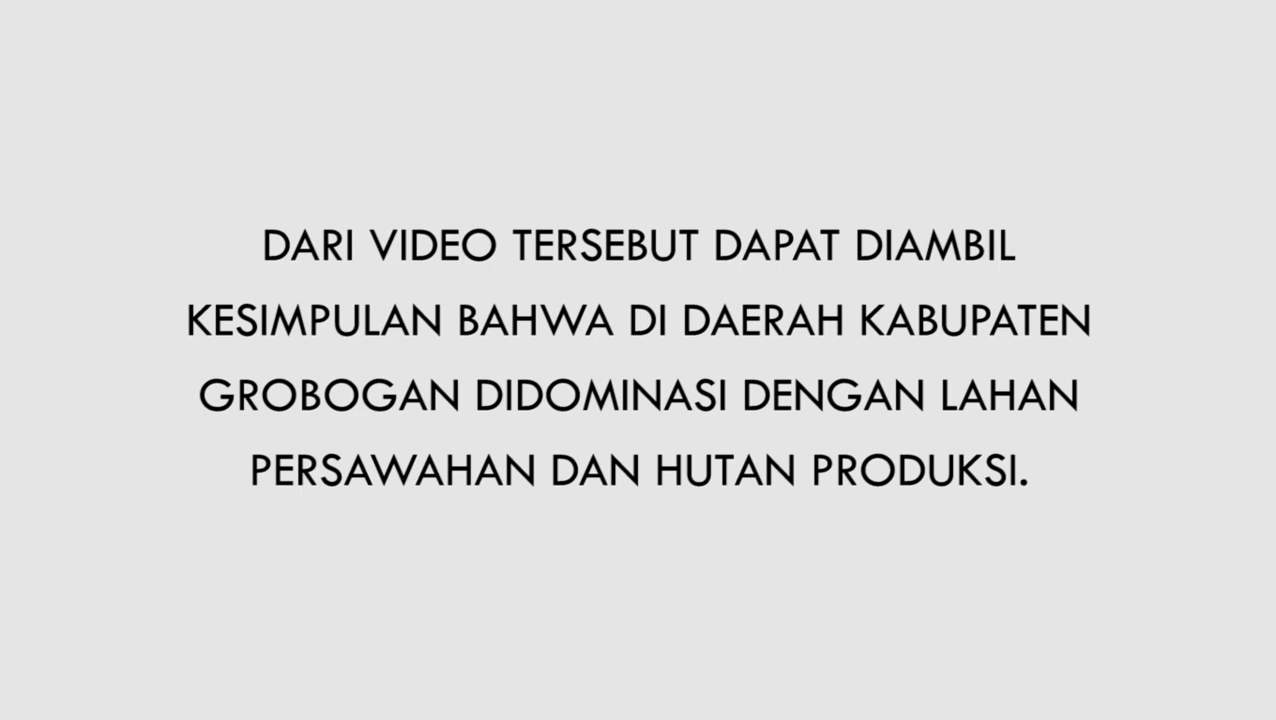 DARI VIDEO TERSEBUT DAPAT DIAMBIL
KESIMPULAN BAHWA DI DAERAH KABUPATEN
GROBOGAN DIDOMINASI DENGAN LAHAN
PERSAWAHAN DAN HUTAN PRODUKSI.